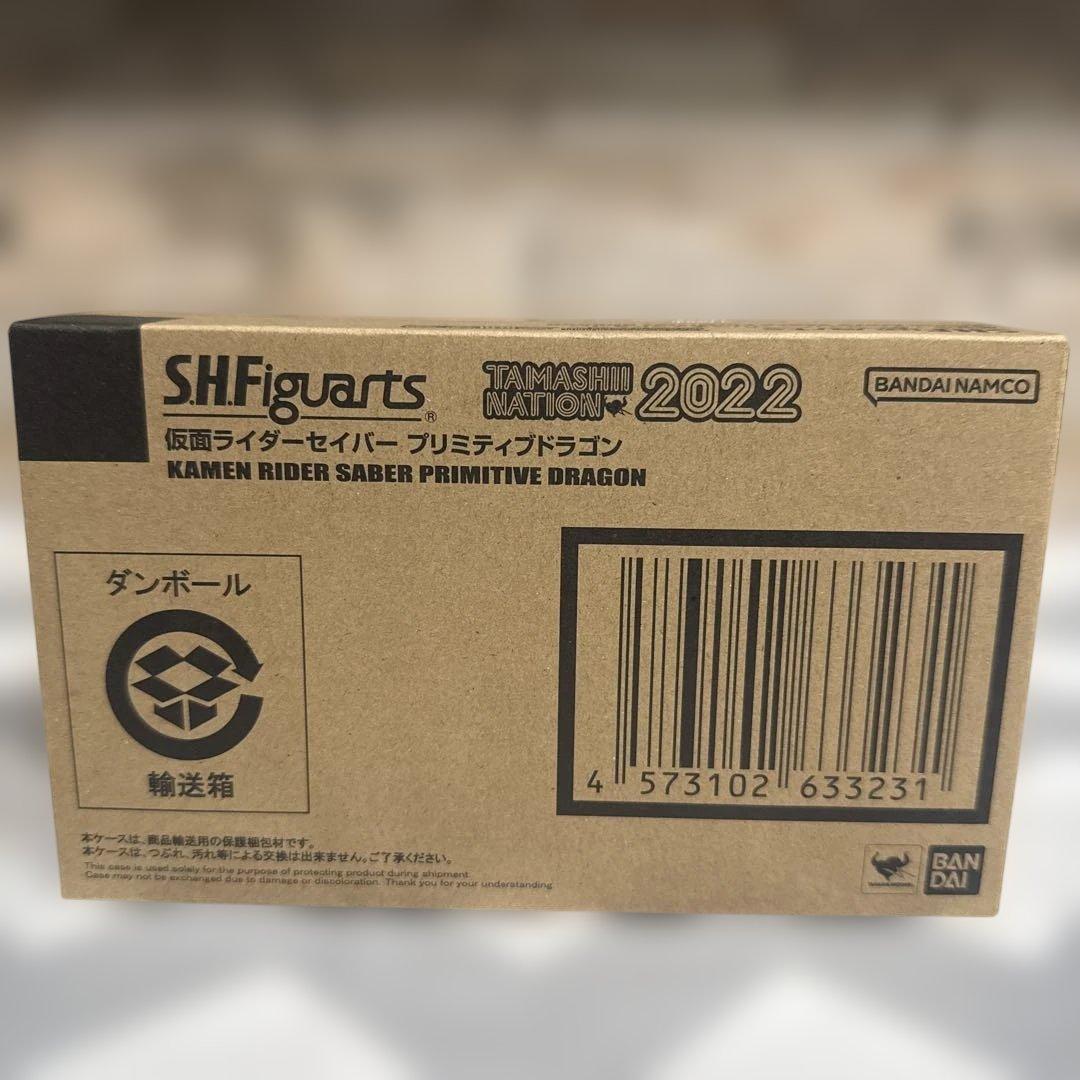 S.H.Figuarts®
TAMASHII NATION 2022
BANDAI NAMCO
仮面ライダーセイバー プリミティブドラゴン
KAMEN RIDER SABER PRIMITIVE DRAGON
ダンボール
輸送箱
4 573102 633231
本ケースは、商品輸送用の保護梱包材です。
本ケースは、つぶれ、汚れ等による交換は出来ません。ご了承ください。
This case is used solely for the purpose of protecting product during shipment.
Case may not be exchanged due to damage or discoloration. Thank you for your understanding.
BAN
DAI